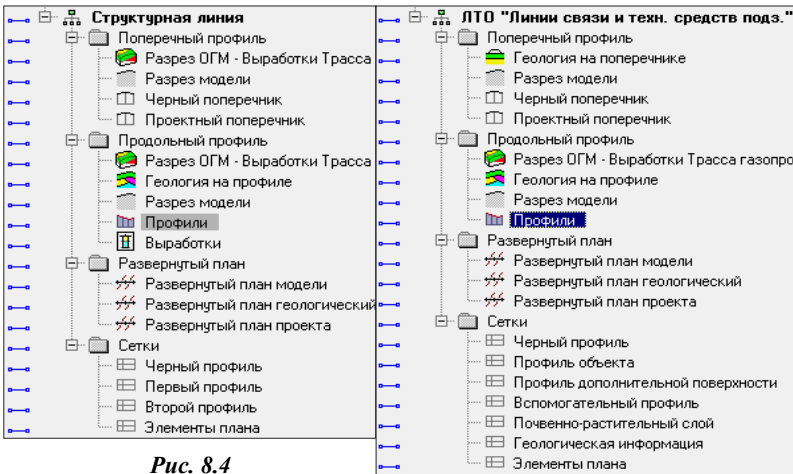 Структурная линия
Поперечный профиль
Разрез ОГМ - Выработки Трасса
Разрез модели
Черный поперечник
Проектный поперечник
Продольный профиль
Разрез ОГМ - Выработки Трасса
Геология на профиле
Разрез модели
Профили
Выработки
Развернутый план
Развернутый план модели
Развернутый план геологический
Развернутый план проекта
Сетки
Черный профиль
Первый профиль
Второй профиль
Элементы плана
Рис. 8.4
ЛТО "Линии связи и техн. средств подз."
Поперечный профиль
Геология на поперечнике
Разрез модели
Черный поперечник
Проектный поперечник
Продольный профиль
Разрез ОГМ - Выработки Трасса газопро
Геология на профиле
Разрез модели
Профили
Развернутый план
Развернутый план модели
Развернутый план геологический
Развернутый план проекта
Сетки
Черный профиль
Профиль объекта
Профиль дополнительной поверхности
Вспомогательный профиль
Почвенно-растительный слой
Геологическая информация
Элементы плана